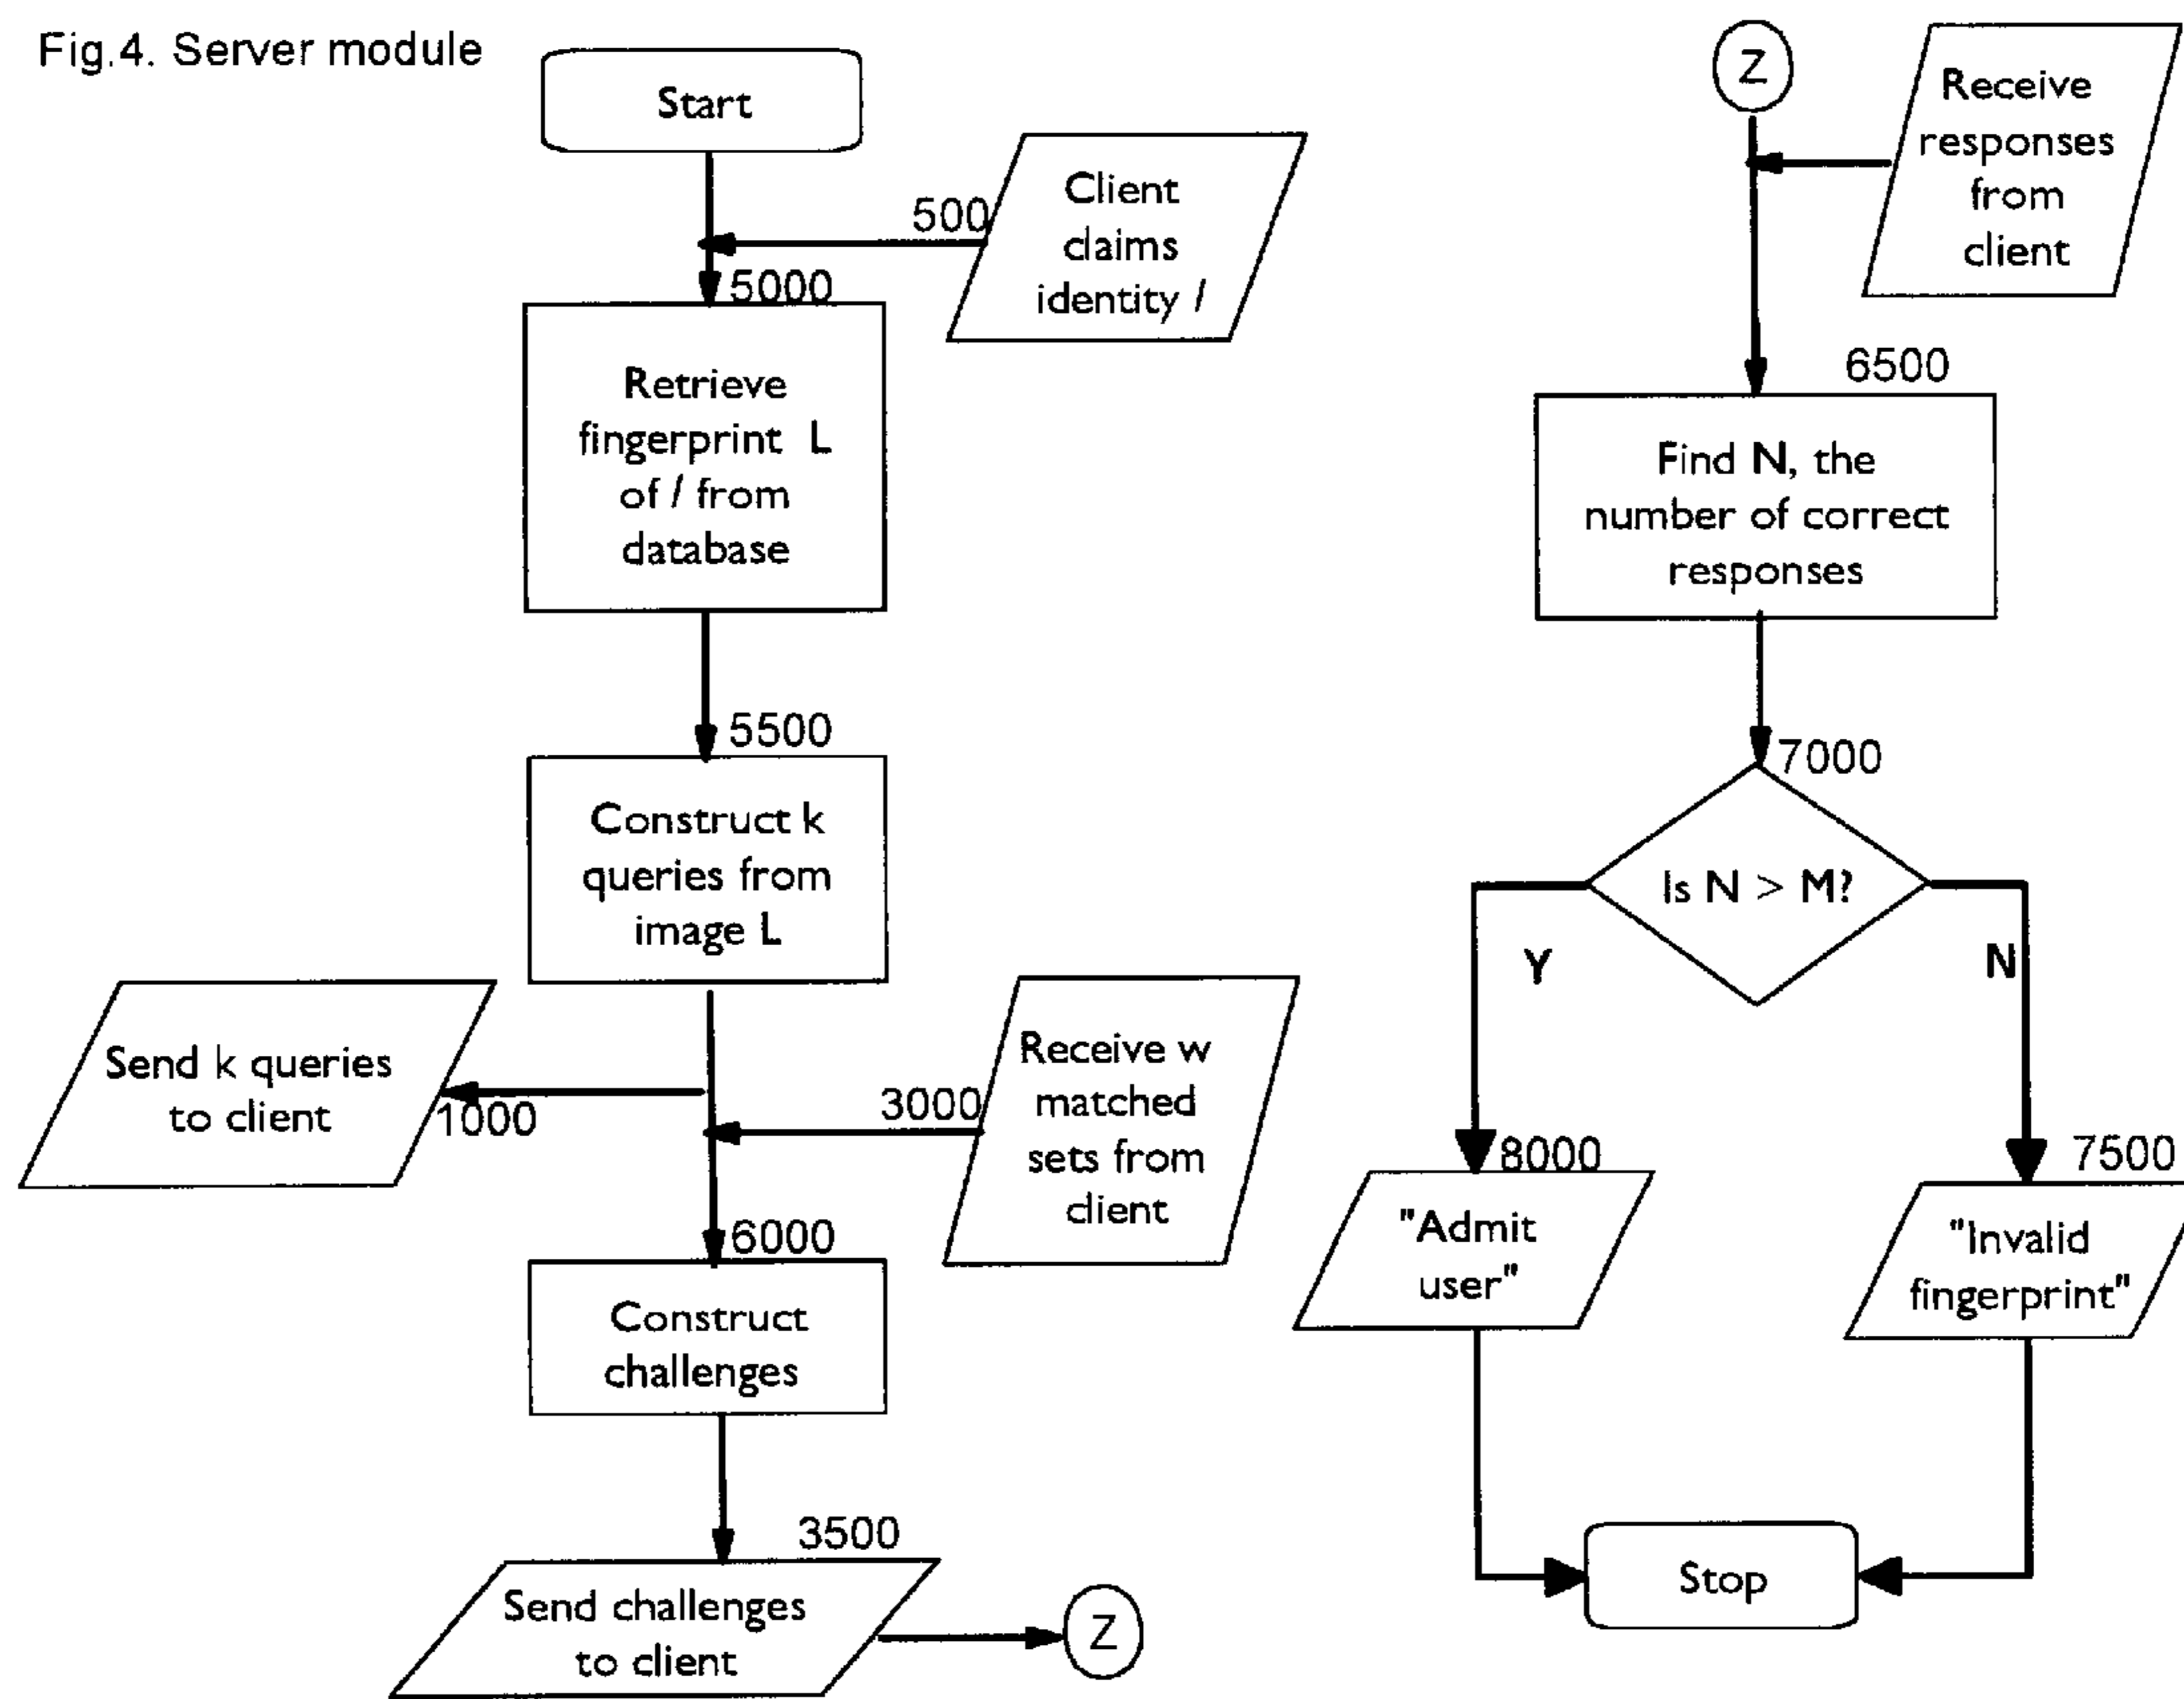 Fig.4. Server module
Start
500
Client
claims
identity l
5000
Retrieve
fingerprint L
of l from
database
5500
Construct k
queries from
image L
Send k queries
to client
1000
3000
Receive w
matched
sets from
client
6000
Construct
challenges
3500
Send challenges
to client
Z
Z
Receive
responses
from
client
6500
Find N, the
number of correct
responses
7000
Is N > M?
Y
N
8000
"Admit
user"
7500
"Invalid
fingerprint"
Stop